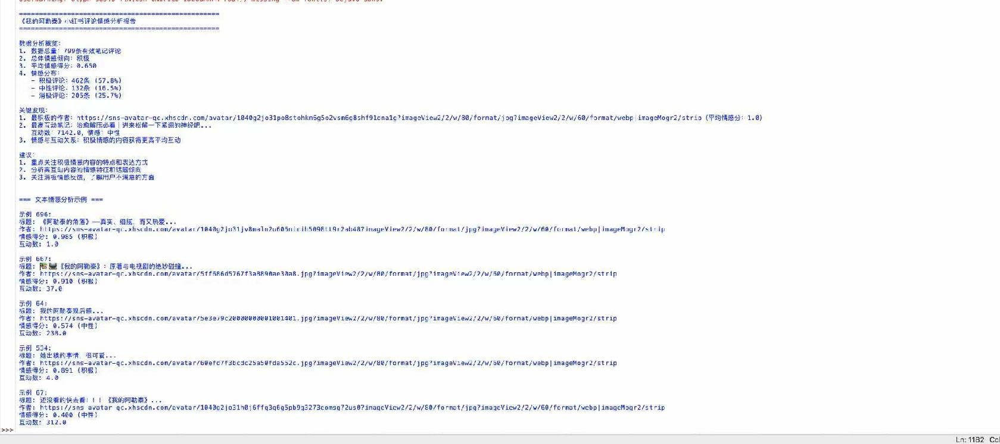 ==================================================
《我的阿勒泰》小红书评论情感分析报告
==================================================
数据分析概览：
1. 数据总量：799条有效笔记评论
2. 总体情感倾向：积极
3. 平均情感得分：0.650
4. 情感分布：
- 积极评论：462条 (57.8%)
- 中性评论：132条 (16.5%)
- 消极评论：205条 (25.7%)
关键发现：
1. 最积极的作者：https://sns-avatar-qc.xhscdn.com/avatar/1040g2jo31po8stohkm6g5o2vsm6g8shf91dna1g?imageView2/2/w/80/format/jpg?imageView2/2/w/60/format/webp|imageMogr2/strip（平均情感分：1.0）
2. 最高互动笔记：治愈解压必看｜进来松解一下紧绷的神经吧...
互动数：7142.0，情感：中性
3. 情感与互动关系：积极情感的内容获得更高平均互动
建议：
1. 重点关注积极情感内容的特点和表达方式
2. 分析高互动内容的情感特征和话题倾向
3. 关注消极情感反馈，了解用户不满意的方面
=== 文本情感分析示例 ===
示例 696:
标题: 《阿勒泰的角落》——真实、细腻，而又热爱...
作者: https://sns-avatar-qc.xhscdn.com/avatar/1040g2jo31jv8maln2u605nicih5098tt9r2ab48?imageView2/2/w/80/format/jpg?imageView2/2/w/60/format/webp|imageMogr2/strip
情感得分: 0.985 (积极)
互动数: 1.0
示例 667:
标题: 《我的阿勒泰》：原著与电视剧的绝妙碰撞...
作者: https://sns-avatar-qc.xhscdn.com/avatar/5ff686d5767f3a8890ae30a8.jpg?imageView2/2/w/80/format/jpg?imageView2/2/w/60/format/webp|imageMogr2/strip
情感得分: 0.910 (积极)
互动数: 37.0
示例 64:
标题: 我的阿勒泰观后感...
作者: https://sns-avatar-qc.xhscdn.com/avatar/5e3e79c20000000001001401.jpg?imageView2/2/w/80/format/jpg?imageView2/2/w/60/format/webp|imageMogr2/strip
情感得分: 0.574 (中性)
互动数: 238.0
示例 534:
标题: 她出糗的事情，很可爱...
作者: https://sns-avatar-qc.xhscdn.com/avatar/60efd7f3bcdc25a50fda552c.jpg?imageView2/2/w/80/format/jpg?imageView2/2/w/60/format/webp|imageMogr2/strip
情感得分: 0.891 (积极)
互动数: 4.0
示例 67:
标题: 还没看的快去看！！！《我的阿勒泰》...
作者: https://sns-avatar-qc.xhscdn.com/avatar/1040g2jo31h0j6ffq3q6g5pb9g3273comsg72us0?imageView2/2/w/80/format/jpg?imageView2/2/w/60/format/webp|imageMogr2/strip
情感得分: 0.400 (中性)
互动数: 312.0
>>>
Ln: 1182 Col